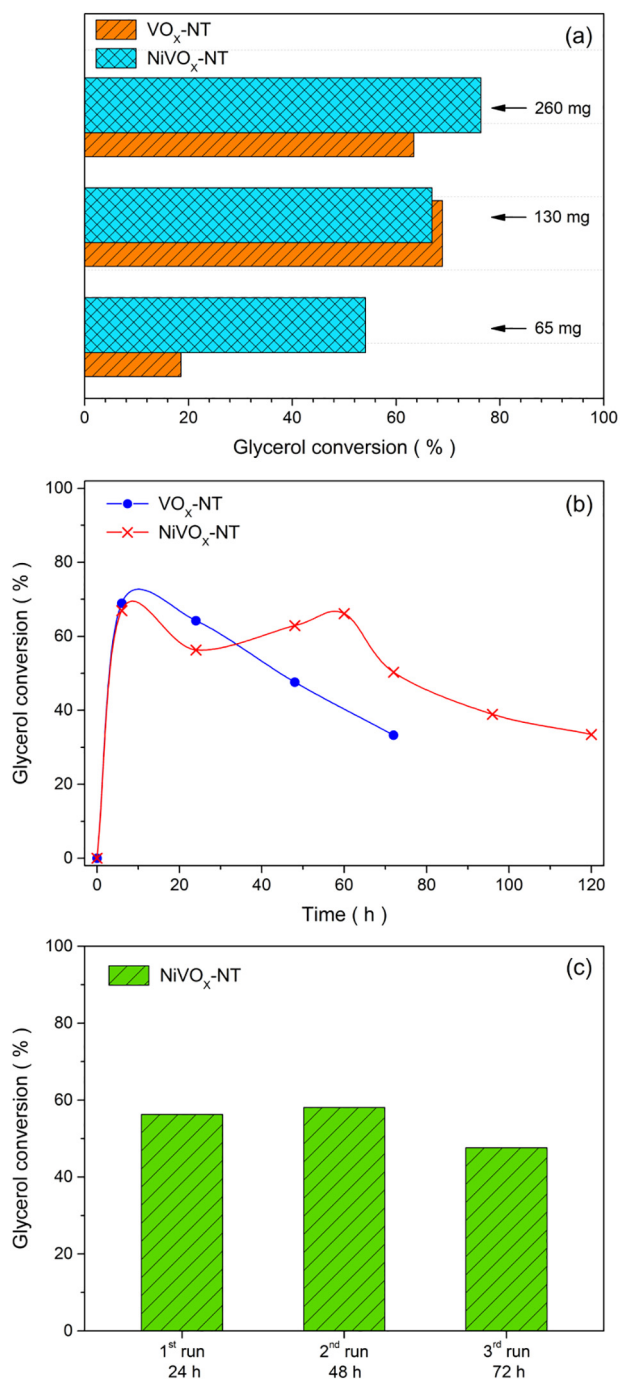 VOₓ-NT
NiVOₓ-NT
(a)
260 mg
130 mg
65 mg
0 20 40 60 80 100
Glycerol conversion ( % )
100
80
60
40
20
0
Glycerol conversion ( % )
VOₓ-NT
NiVOₓ-NT
(b)
0 20 40 60 80 100 120
Time ( h )
100
80
60
40
20
0
Glycerol conversion ( % )
NiVOₓ-NT
(c)
1ˢᵗ run 2ⁿᵈ run 3ʳᵈ run
24 h 48 h 72 h